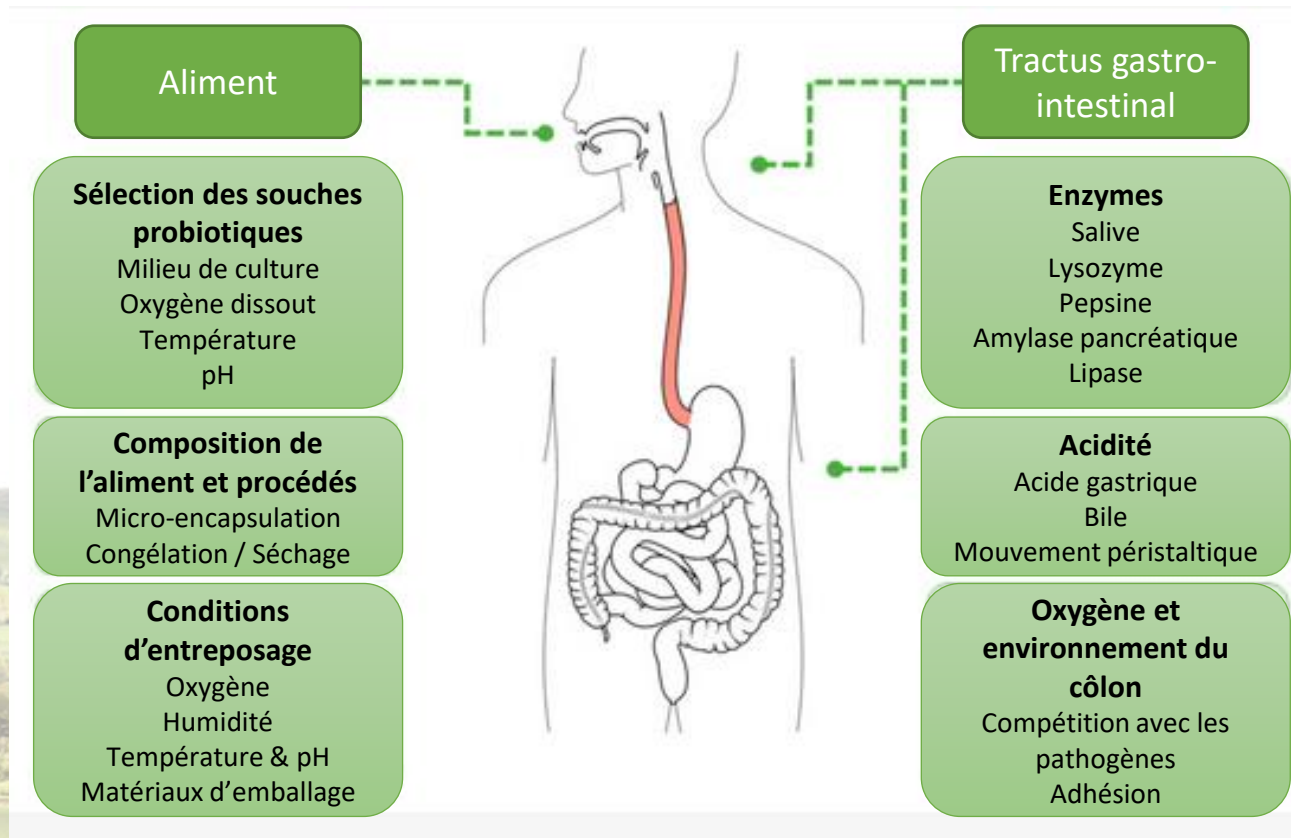 Aliment
Sélection des souches
probiotiques
Milieu de culture
Oxygène dissout
Température
pH
Composition de
l'aliment et procédés
Micro-encapsulation
Congélation / Séchage
Conditions
d'entreposage
Oxygène
Humidité
Température & pH
Matériaux d'emballage
Tractus gastro-
intestinal
Enzymes
Salive
Lysozyme
Pepsine
Amylase pancréatique
Lipase
Acidité
Acide gastrique
Bile
Mouvement péristaltique
Oxygène et
environnement du
côlon
Compétition avec les
pathogènes
Adhésion